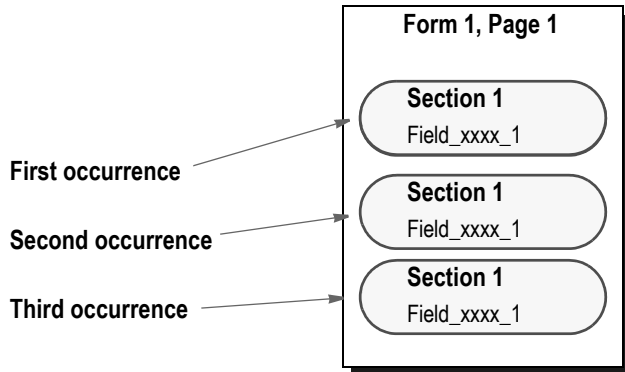 Form 1, Page 1
Section 1
Field_xxxx_1
First occurrence
Section 1
Field_xxxx_1
Second occurrence
Section 1
Field_xxxx_1
Third occurrence